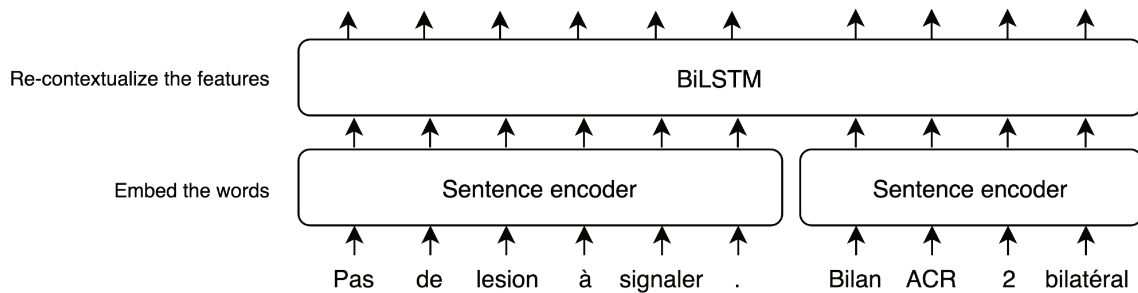 Re-contextualize the features
BiLSTM
Embed the words
Sentence encoder
Sentence encoder
Pas de lesion à signaler . Bilan ACR 2 bilatéral